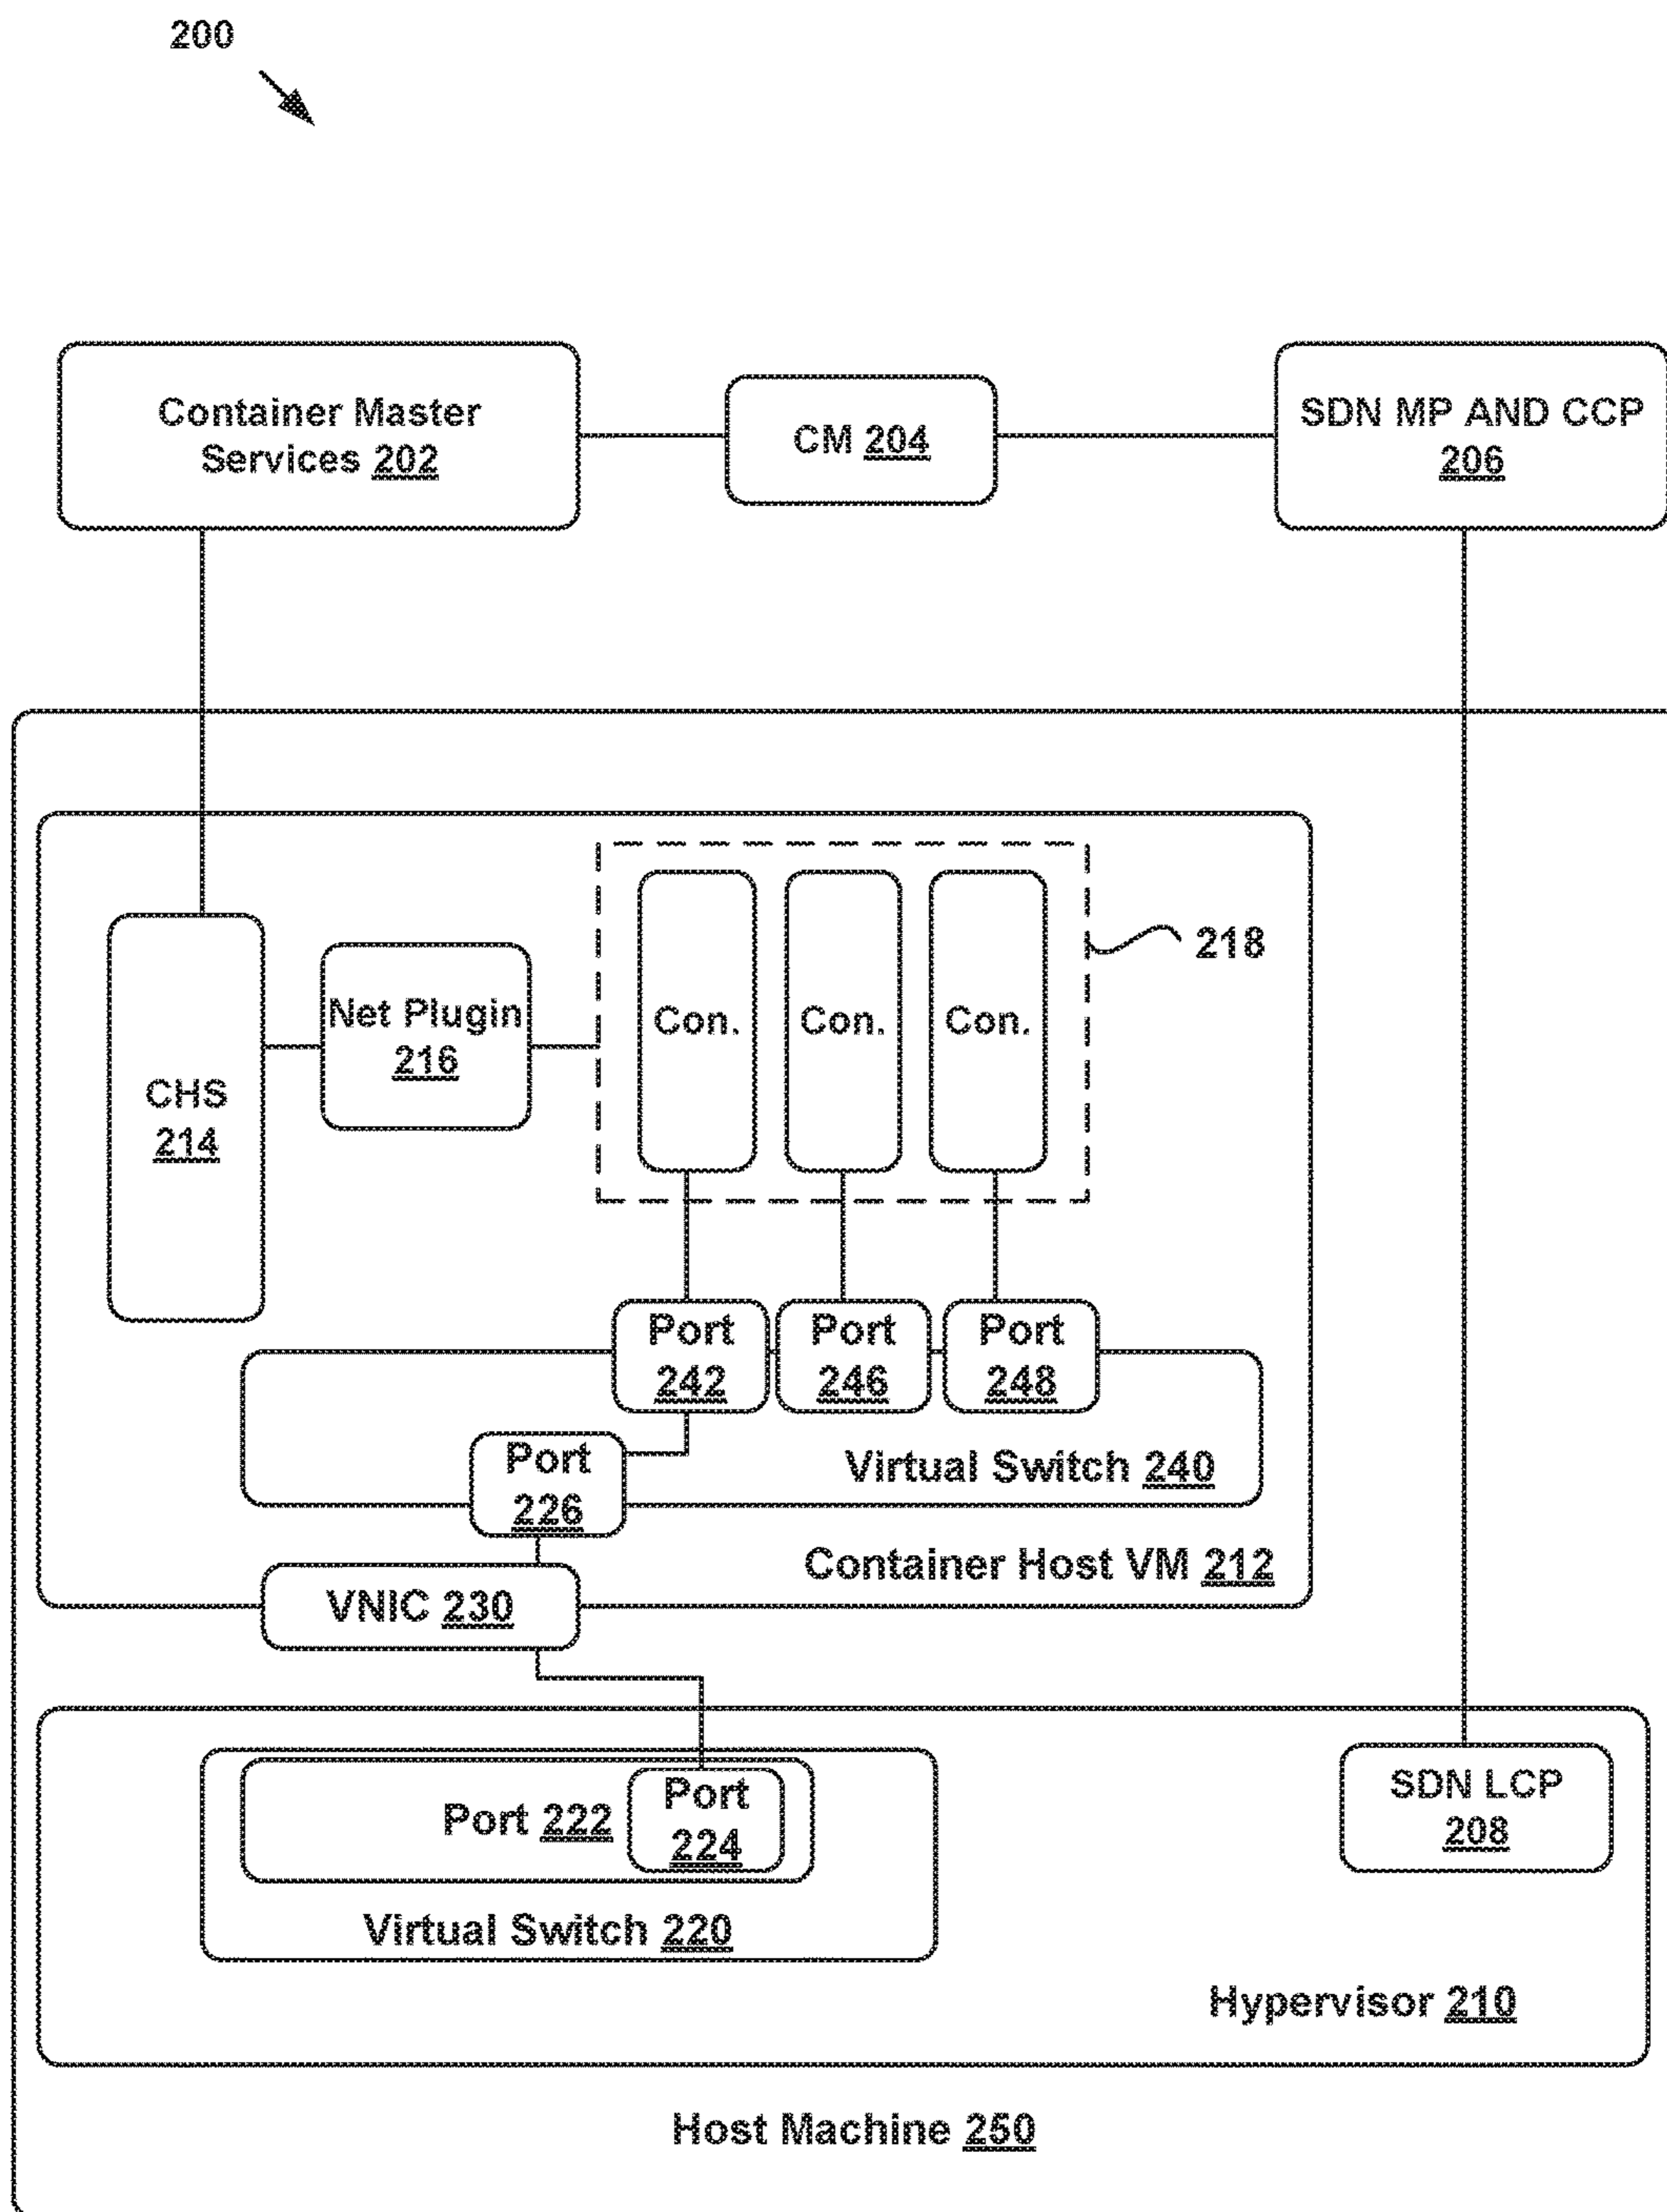 200
Container Master
Services 202
CM 204
SDN MP AND CCP
206
218
Con.
Con.
Con.
Net Plugin
216
CHS
214
Port
242
Port
246
Port
248
Port
226
Virtual Switch 240
Container Host VM 212
VNIC 230
Port 222
Port
224
SDN LCP
208
Virtual Switch 220
Hypervisor 210
Host Machine 250